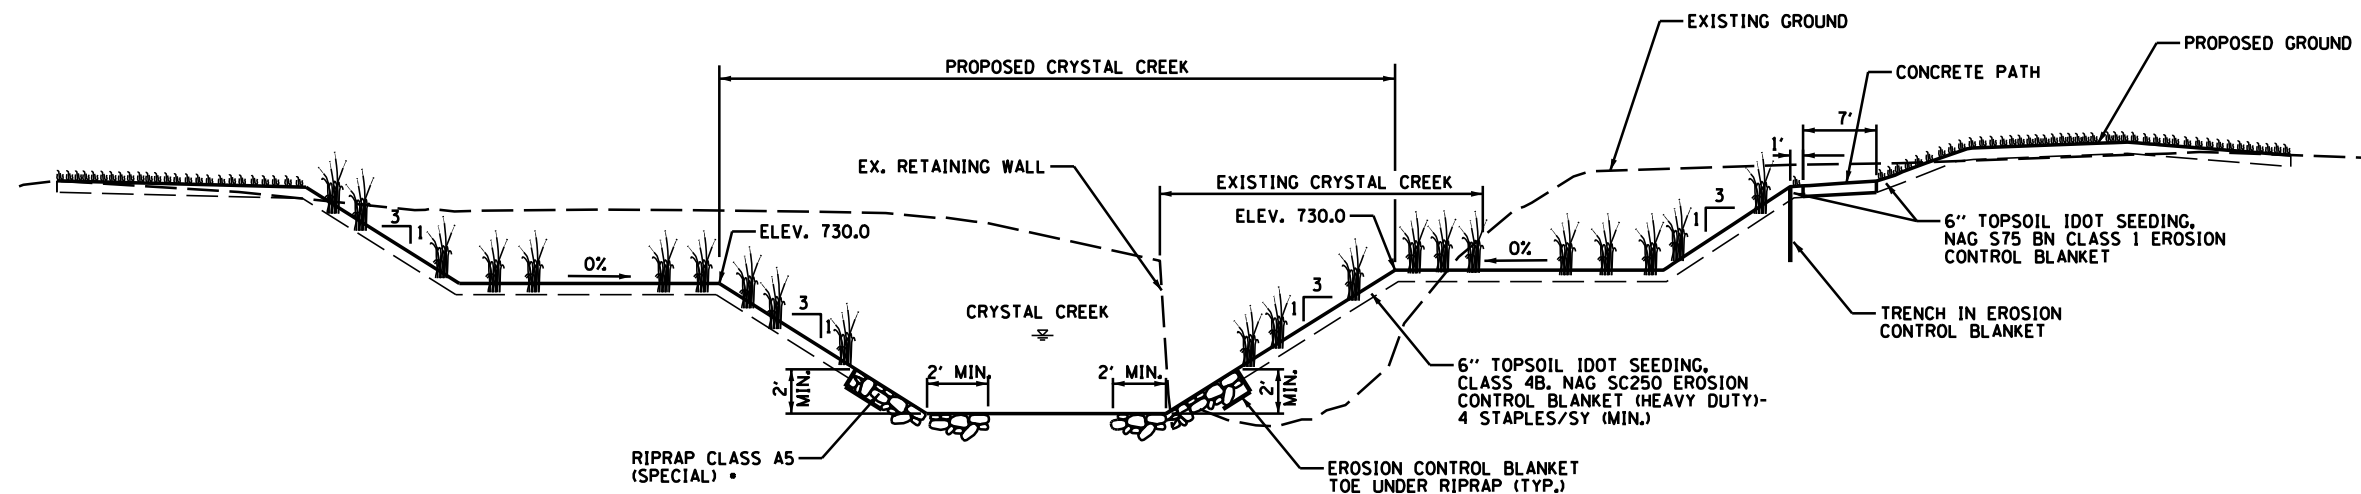 EXISTING GROUND
PROPOSED GROUND
PROPOSED CRYSTAL CREEK
CONCRETE PATH
7'
1'
EX. RETAINING WALL
EXISTING CRYSTAL CREEK
3
1
ELEV. 730.0
ELEV. 730.0
3
1
6'' TOPSOIL IDOT SEEDING,
NAG S75 BN CLASS 1 EROSION
CONTROL BLANKET
0%
0%
3
1
3
1
CRYSTAL CREEK
TRENCH IN EROSION
CONTROL BLANKET
2'
MIN.
2' MIN.
2' MIN.
2'
MIN.
6'' TOPSOIL IDOT SEEDING,
CLASS 4B. NAG SC250 EROSION
CONTROL BLANKET (HEAVY DUTY)-
4 STAPLES/SY (MIN.)
RIPRAP CLASS A5
(SPECIAL) *
EROSION CONTROL BLANKET
TOE UNDER RIPRAP (TYP.)